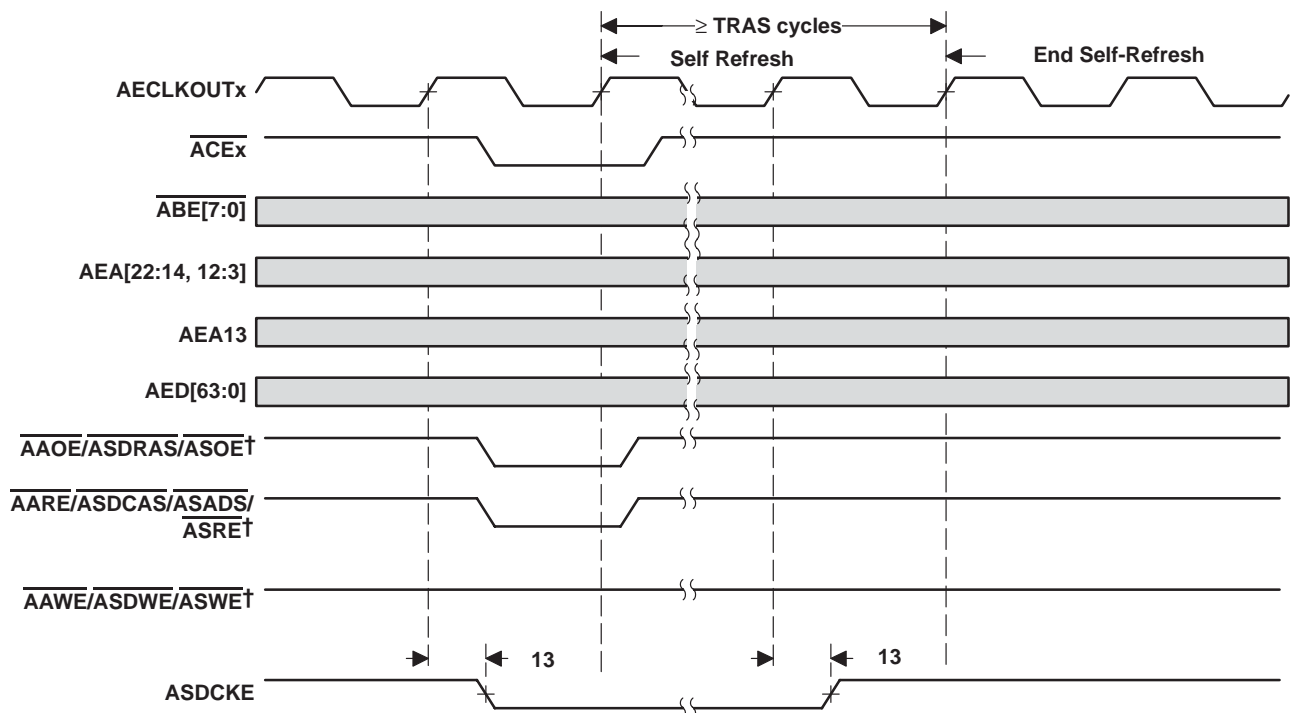 ≥ TRAS cycles
Self Refresh
End Self-Refresh
AECLKOUTx
ACEx
ABE[7:0]
AEA[22:14, 12:3]
AEA13
AED[63:0]
AAOE/ASDRAS/ASOE†
AARE/ASDCAS/ASADS/
ASRE†
AAWE/ASDWE/ASWE†
13
13
ASDCKE